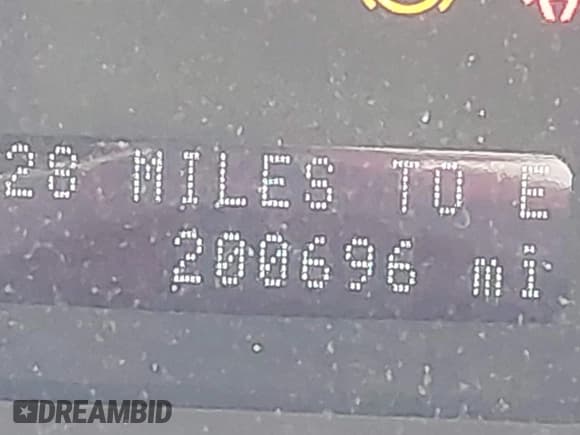 28 MILES TO E
200696 mi
DREAMBID